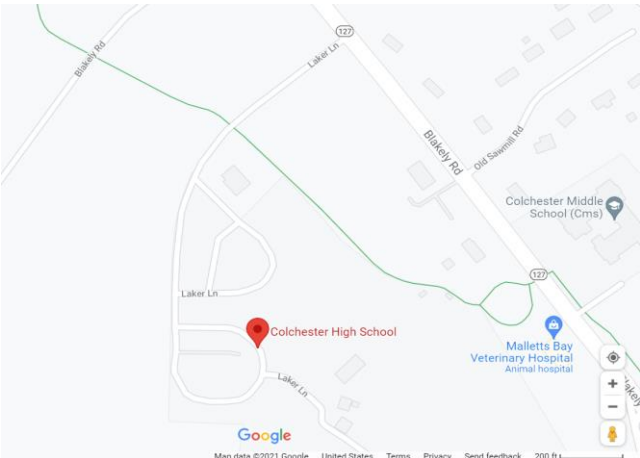 127
Laker Ln
Blakely Rd
Blakely Rd
Old Sawmill Rd
Colchester Middle
School (Cms)
127
Laker Ln
Colchester High School
Malletts Bay
Veterinary Hospital
Animal hospital
Laker Ln
+
−
Google
Map data ©2021 Google United States Terms Privacy Send feedback 200 ft